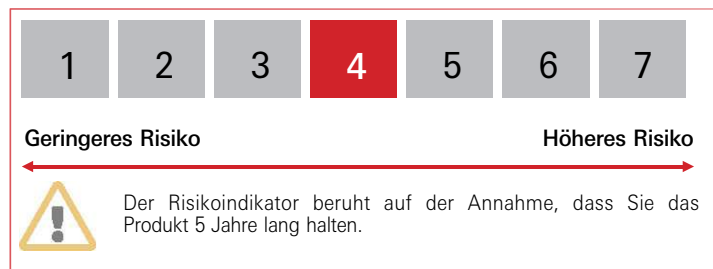 1 2 3 4 5 6 7
Geringeres Risiko Höheres Risiko
Der Risikoindikator beruht auf der Annahme, dass Sie das
Produkt 5 Jahre lang halten.